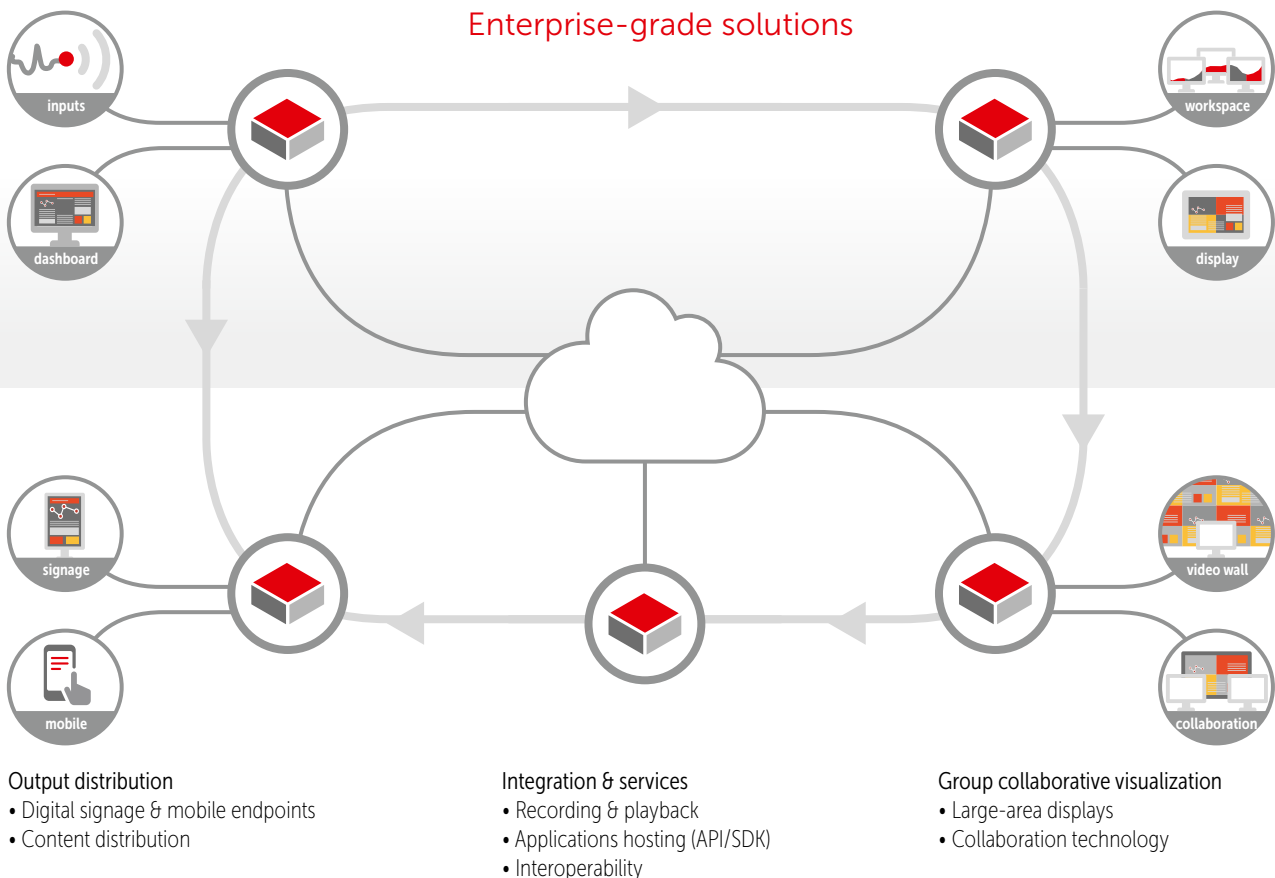 Enterprise-grade solutions
inputs
workspace
dashboard
display
signage
video wall
mobile
collaboration
Output distribution
• Digital signage & mobile endpoints
• Content distribution
Integration & services
• Recording & playback
• Applications hosting (API/SDK)
• Interoperability
Group collaborative visualization
• Large-area displays
• Collaboration technology